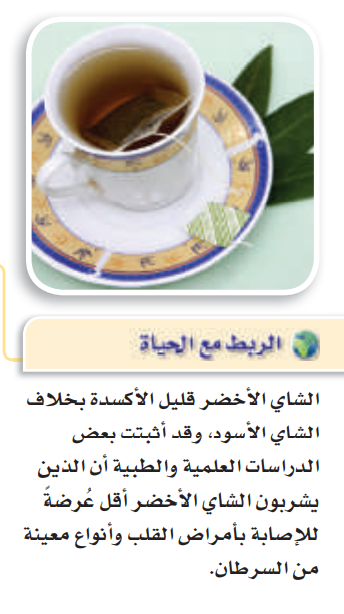 الربط مع الحياة
الشاي الأخضر قليل الأكسدة بخلاف
الشاي الأسود، وقد أثبتت بعض
الدراسات العلمية والطبية أن الذين
يشربون الشاي الأخضر أقل عُرضةً
للإصابة بأمراض القلب وأنواع معينة
من السرطان.